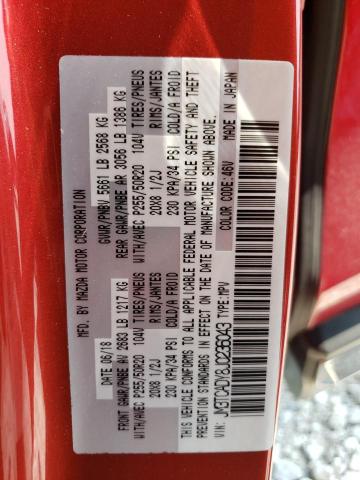 MFD. BY MAZDA MOTOR CORPORATION
DATE 06/18 GVWR/PNBV 5661 LB 2568 KG
FRONT GAWR/PNBE AV 2683 LB 1217 KG REAR GAWR/PNBE AR 3056 LB 1386 KG
WITH/AVEC P255/50R20 104V TIRES/PNEUS WITH/AVEC P255/50R20 104V TIRES/PNEUS
20X8 1/2J RIMS/JANTES 20X8 1/2J RIMS/JANTES
230 KPA/34 PSI COLD/A FROID 230 KPA/34 PSI COLD/A FROID
THIS VEHICLE CONFORMS TO ALL APPLICABLE FEDERAL MOTOR VEHICLE SAFETY AND THEFT
PREVENTION STANDARDS IN EFFECT ON THE DATE OF MANUFACTURE SHOWN ABOVE.
JM3TCADY8J0236043 TYPE:MPV COLOR CODE:46V MADE IN JAPAN